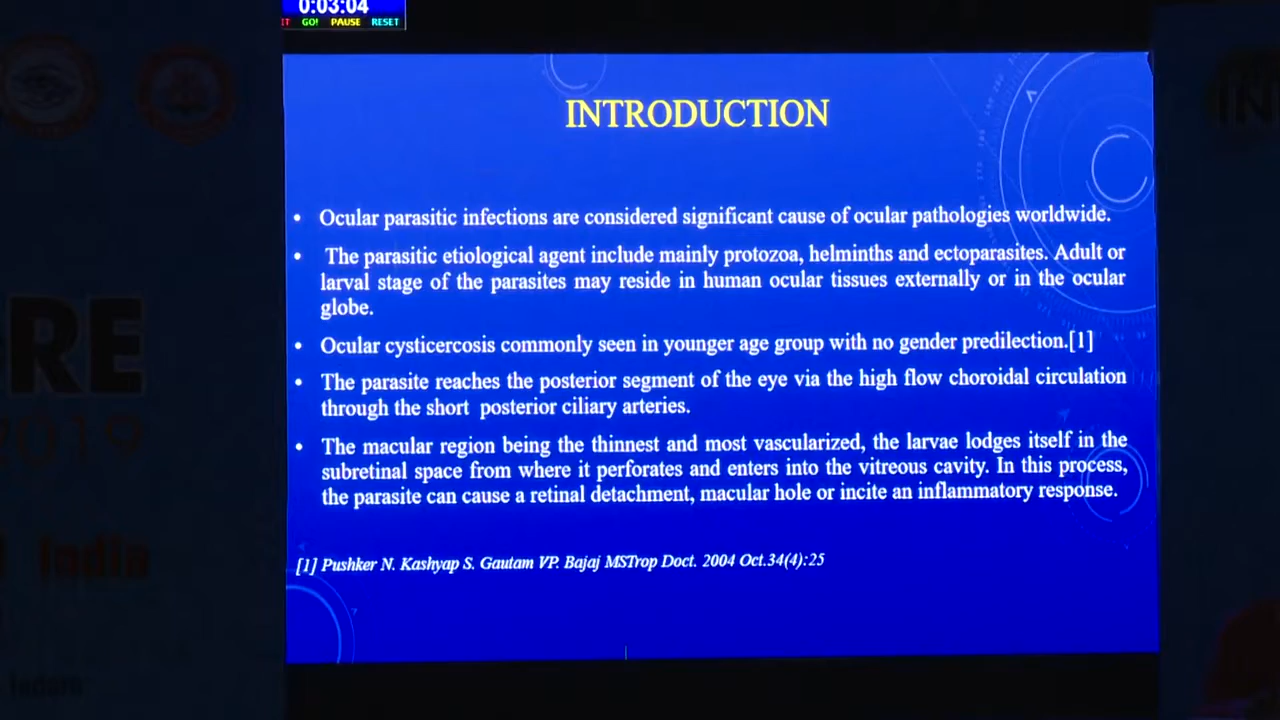 0:03:04
GO! PAUSE RESET
INTRODUCTION
• Ocular parasitic infections are considered significant cause of ocular pathologies worldwide.
• The parasitic etiological agent include mainly protozoa, helminths and ectoparasites. Adult or
larval stage of the parasites may reside in human ocular tissues externally or in the ocular
globe.
• Ocular cysticercosis commonly seen in younger age group with no gender predilection.[1]
• The parasite reaches the posterior segment of the eye via the high flow choroidal circulation
through the short posterior ciliary arteries.
• The macular region being the thinnest and most vascularized, the larvae lodges itself in the
subretinal space from where it perforates and enters into the vitreous cavity. In this process,
the parasite can cause a retinal detachment, macular hole or incite an inflammatory response.
[1] Pushker N. Kashyap S. Gautam VP. Bajaj MSTrop Doct. 2004 Oct.34(4):25
RE
2019
India
Indore
IN